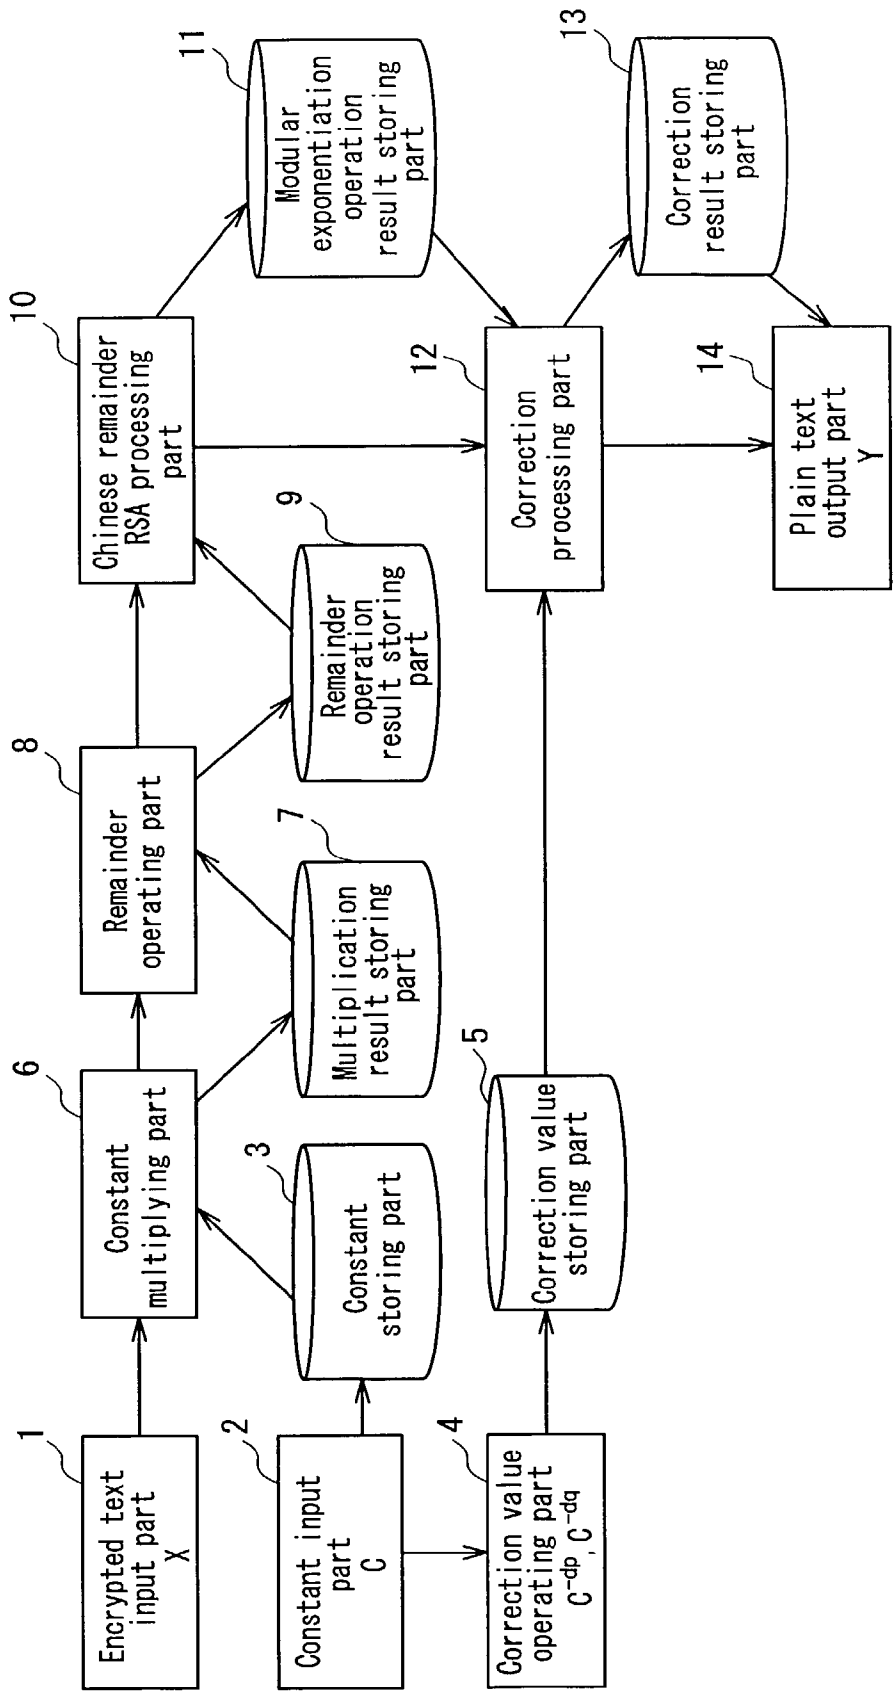 1
Encrypted text
input part
X
2
Constant input
part
C
3
Constant
storing part
4
Correction value
operating part
C⁻ᵈᵖ, C⁻ᵈq
5
Correction value
storing part
6
Constant
multiplying part
7
Multiplication
result storing
part
8
Remainder
operating part
9
Remainder
operation
result storing
part
10
Chinese remainder
RSA processing
part
11
Modular
exponentiation
operation
result storing
part
12
Correction
processing part
13
Correction
result storing
part
14
Plain text
output part
Y